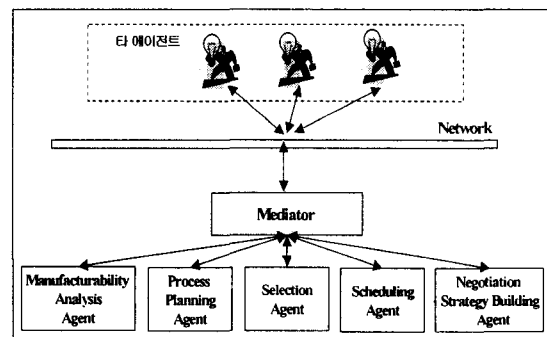 타 에이전트
Network
Mediator
Manufacturability
Analysis
Agent
Process
Planning
Agent
Selection
Agent
Scheduling
Agent
Negotiation
Strategy Building
Agent